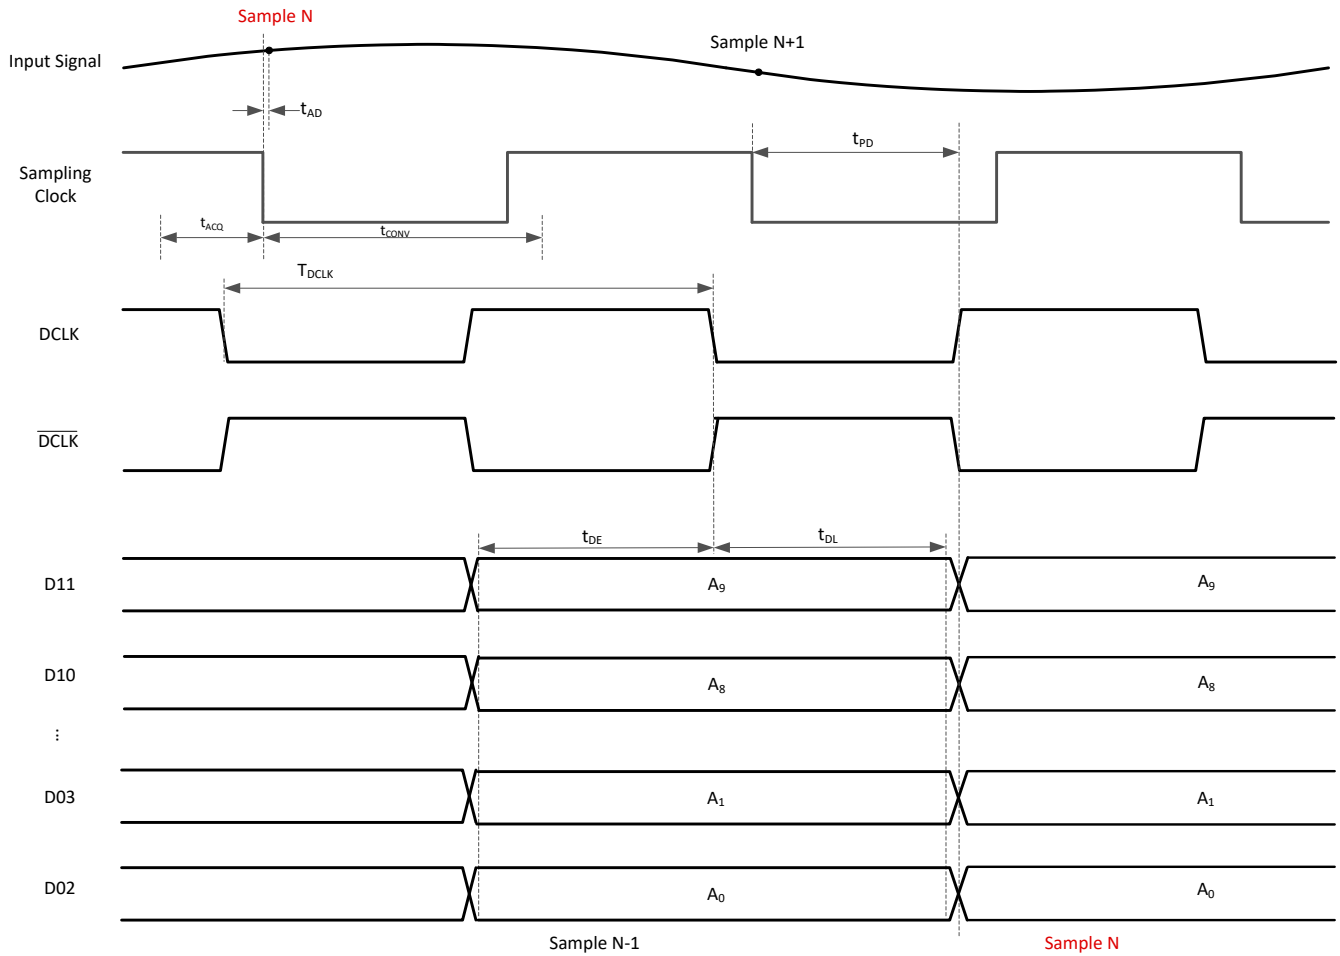 Sample N
Input Signal
Sample N+1
tAD
tPD
Sampling
Clock
tACQ
tCONV
TDCLK
DCLK
DCLK
tDE
tDL
D11
A9
A9
D10
A8
A8
...
D03
A1
A1
D02
A0
A0
Sample N-1
Sample N